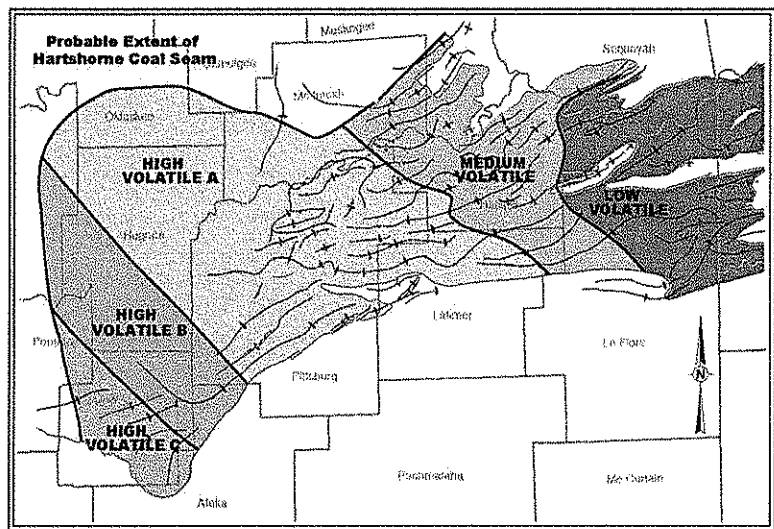 Probable Extent of
Hartshorne Coal Seam
Muskogee
Sequoyah
McIntosh
Okfuskee
HIGH
VOLATILE A
MEDIUM
VOLATILE
LOW
VOLATILE
Hughes
HIGH
VOLATILE B
Latimer
Le Flore
Pittsburg
N
HIGH
VOLATILE C
Atoka
Pushmataha
Mc Curtain